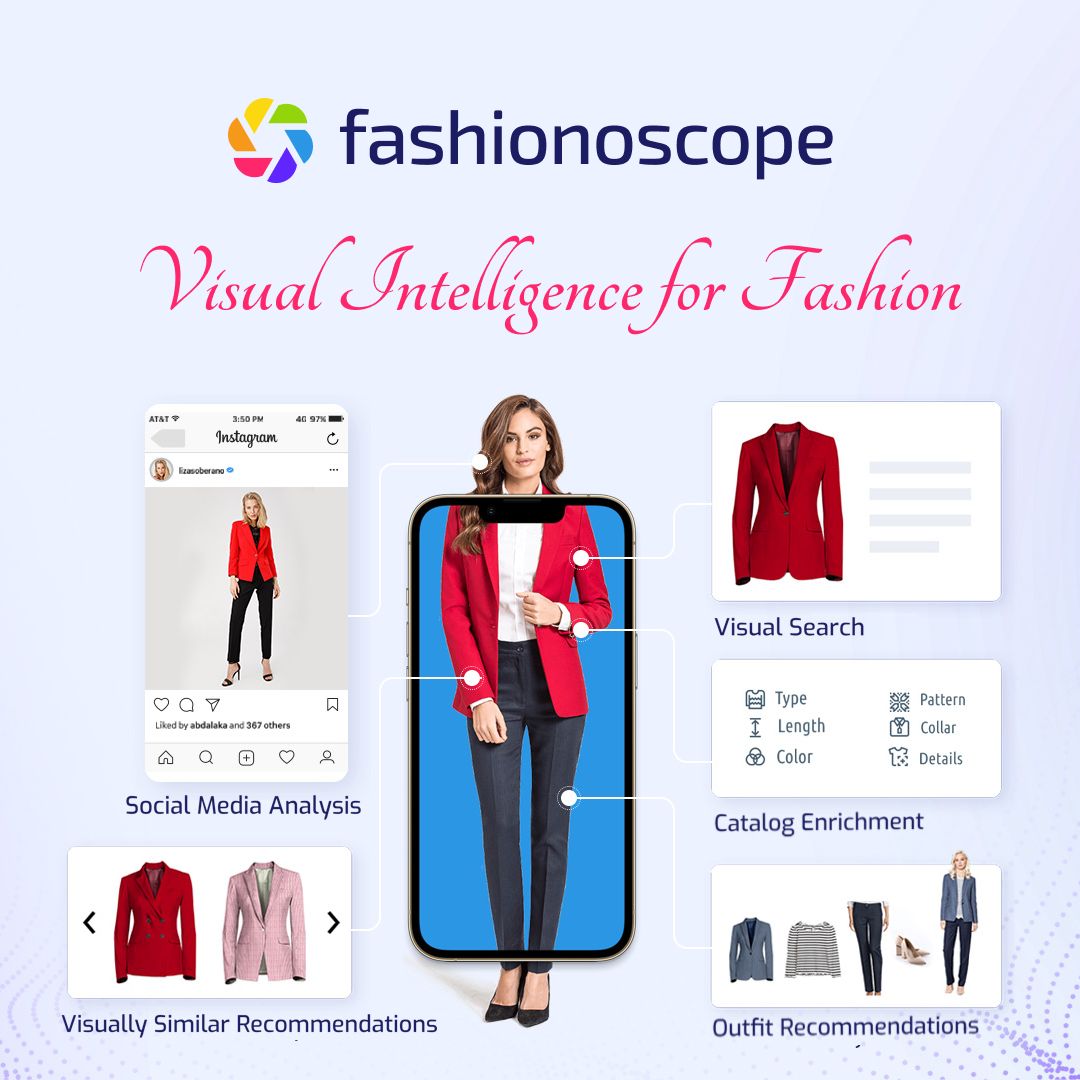 fashionoscope
Visual Intelligence for Fashion
AT&T 3:50 PM 4G 97%
Instagram
lizasoberano
Liked by abdalaka and 367 others
Social Media Analysis
Visual Search
Type
Length
Color
Pattern
Collar
Details
Catalog Enrichment
Visually Similar Recommendations
Outfit Recommendations